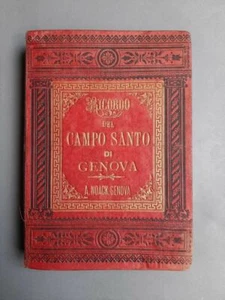 RICORDO
DEL
CAMPO SANTO
DI
GENOVA
A. NOACK GENOVA